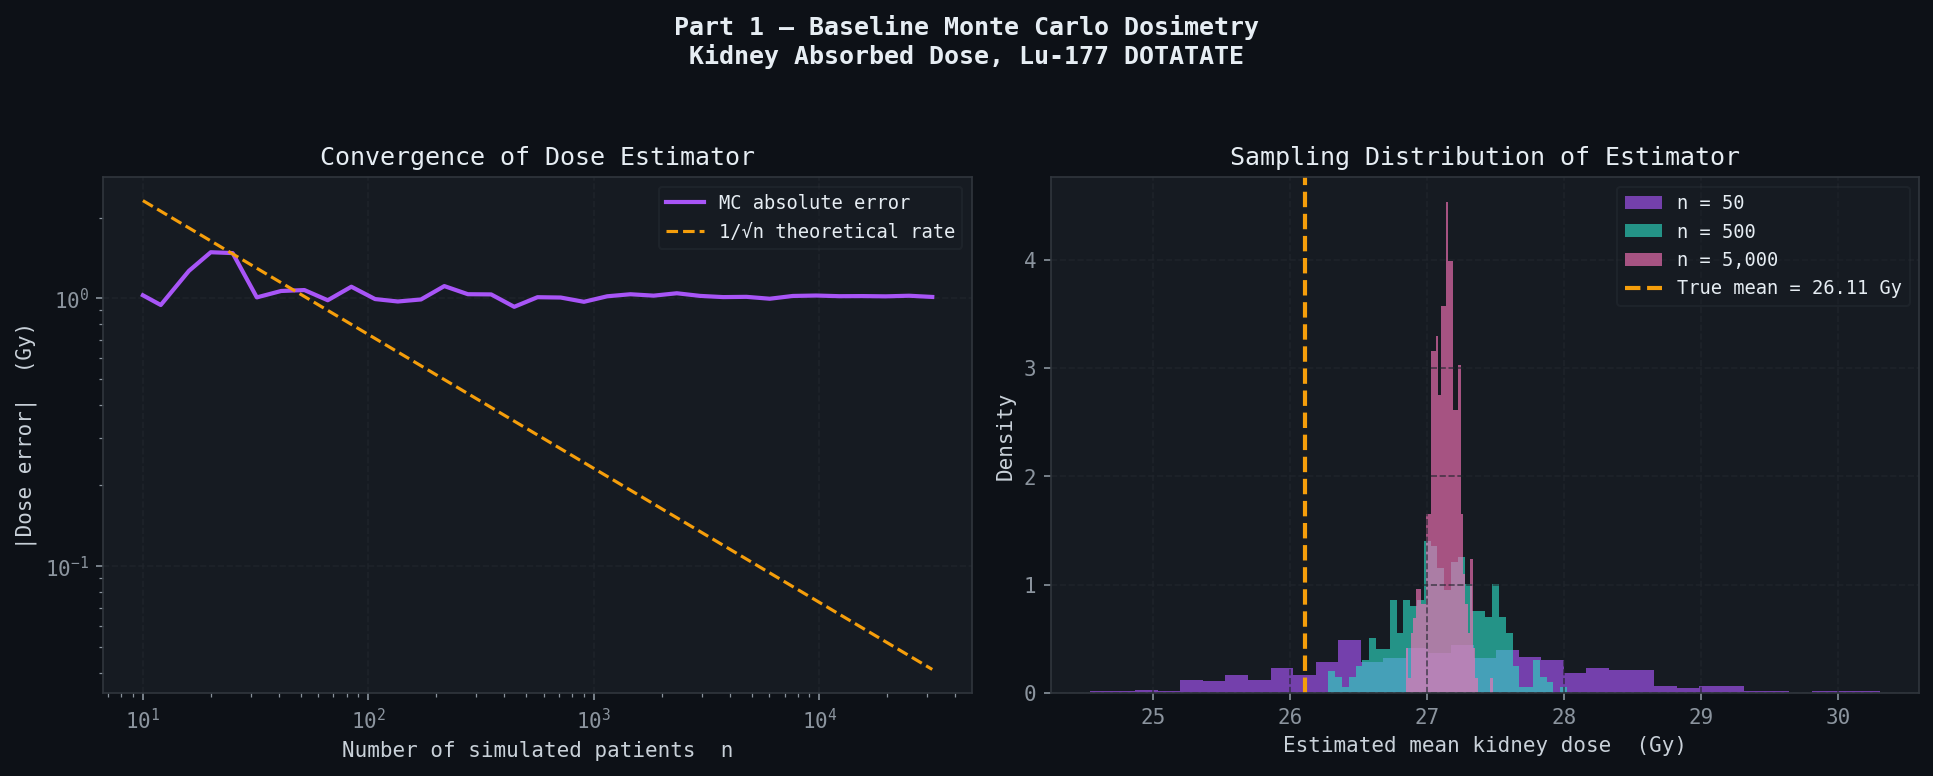 Part 1 — Baseline Monte Carlo Dosimetry
Kidney Absorbed Dose, Lu-177 DOTATATE
Convergence of Dose Estimator
MC absolute error
1/√n theoretical rate
|Dose error| (Gy)
10⁰
10⁻¹
10¹
10²
10³
10⁴
Number of simulated patients n
Sampling Distribution of Estimator
n = 50
n = 500
n = 5,000
True mean = 26.11 Gy
Density
4
3
2
1
0
25
26
27
28
29
30
Estimated mean kidney dose (Gy)